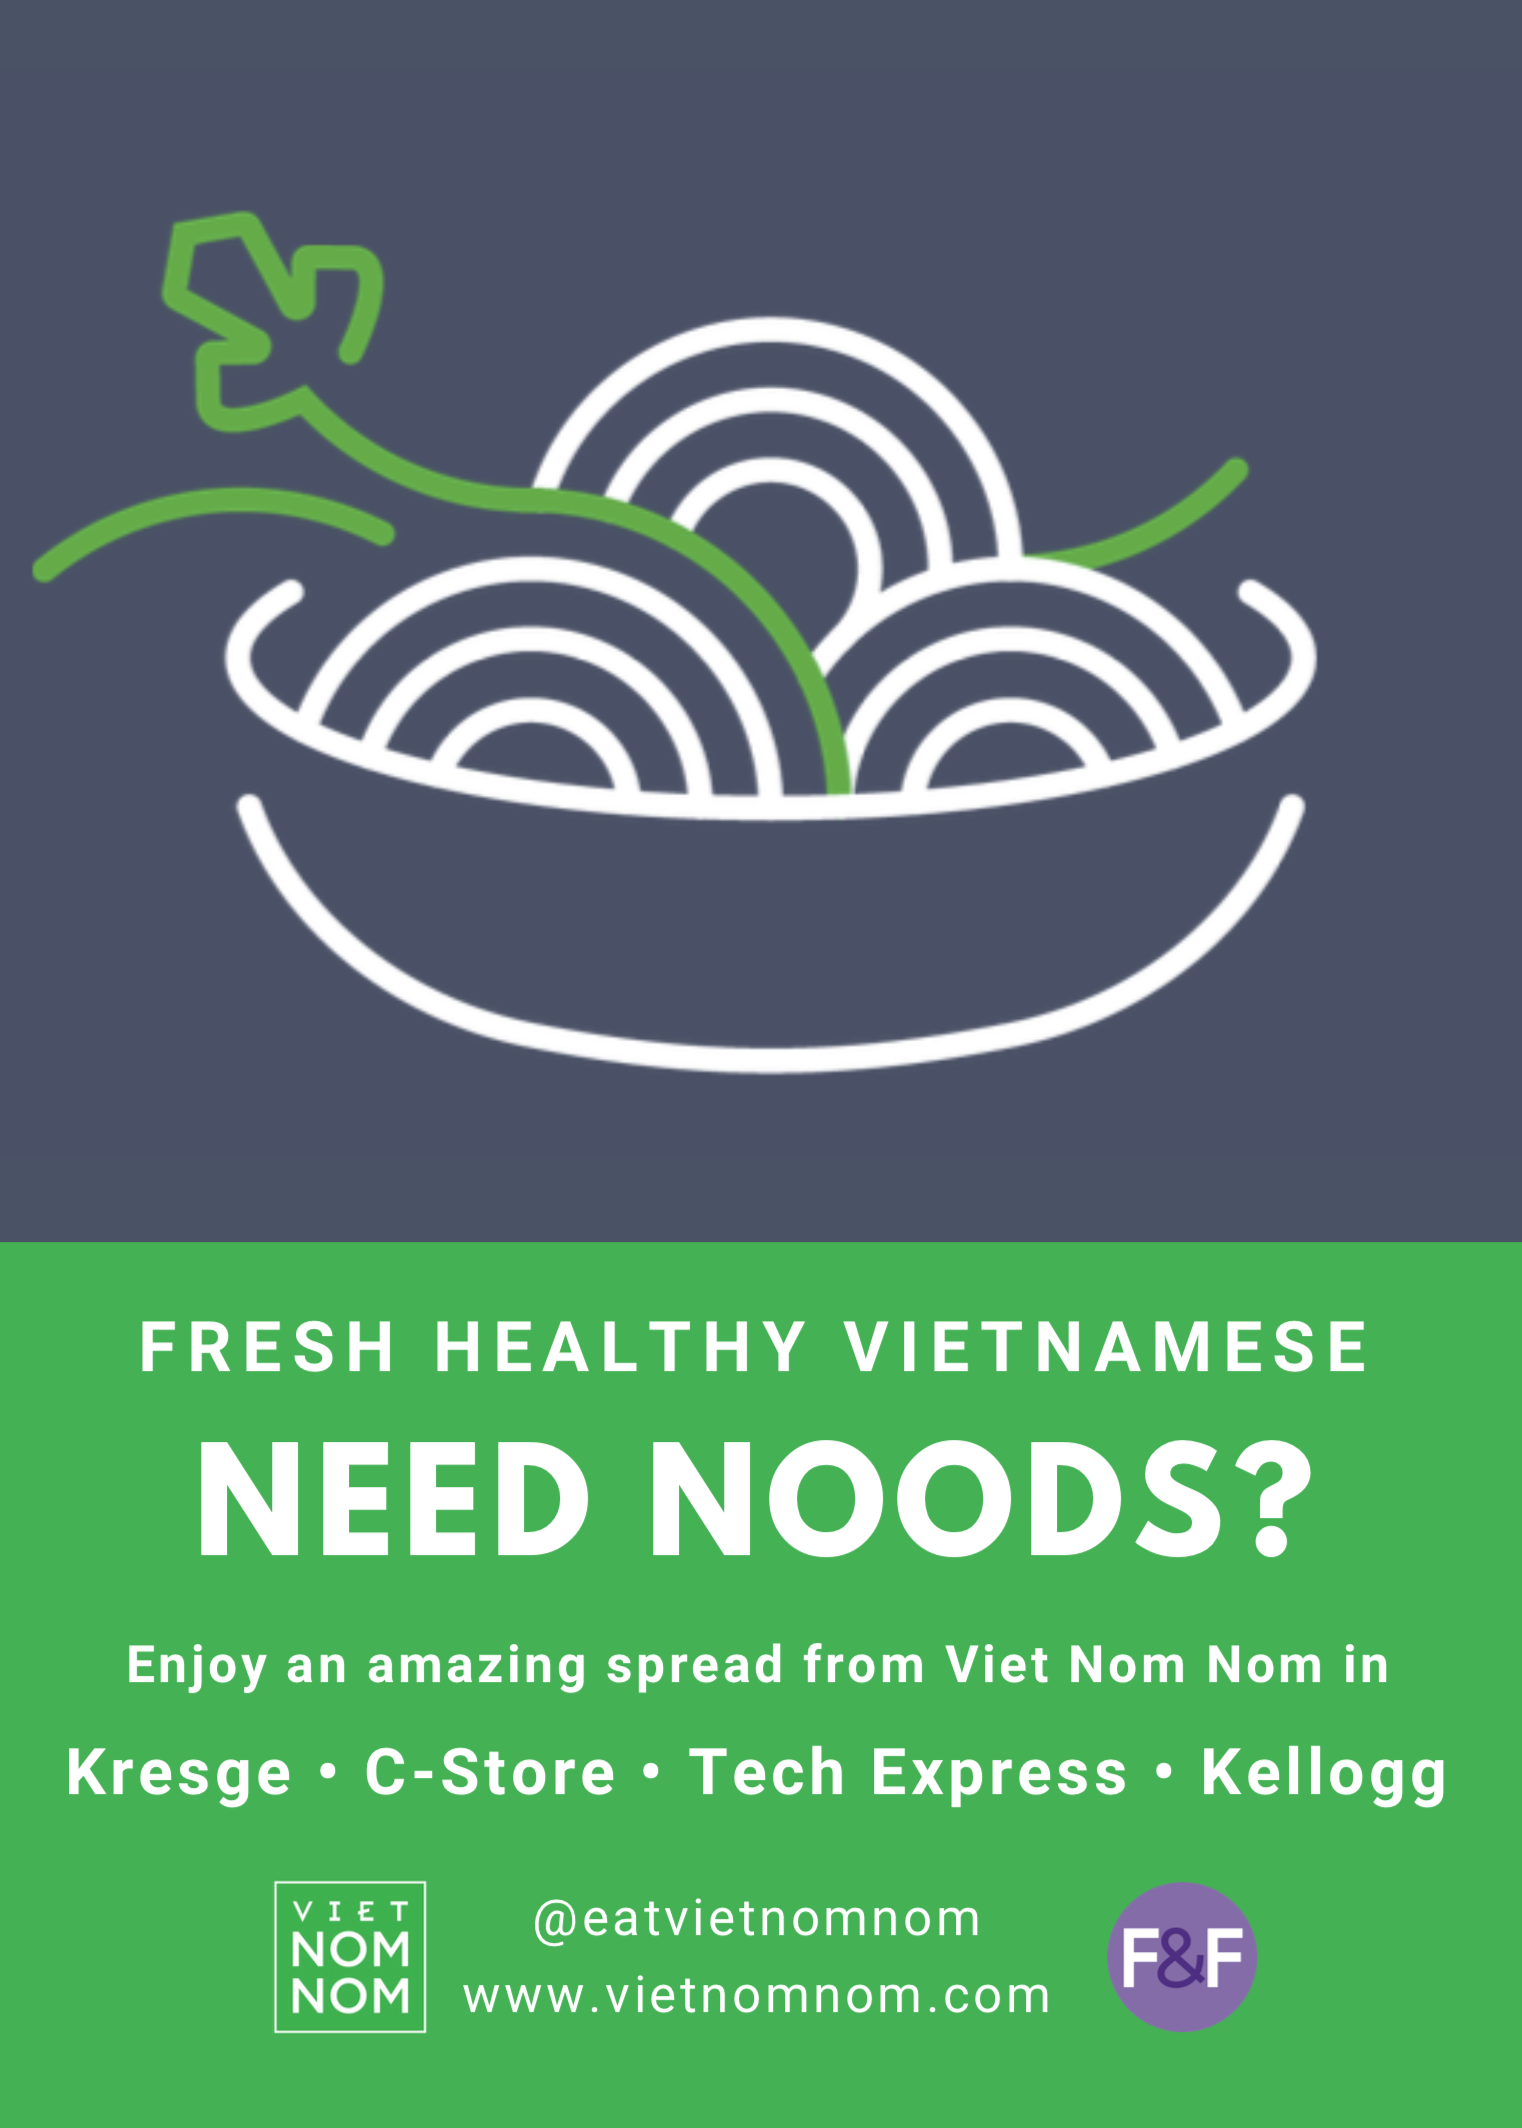 FRESH HEALTHY VIETNAMESE
NEED NOODS?
Enjoy an amazing spread from Viet Nom Nom in
Kresge • C-Store • Tech Express • Kellogg
VIET
NOM
NOM
@eatvietnomnom
www.vietnomnom.com
F&F